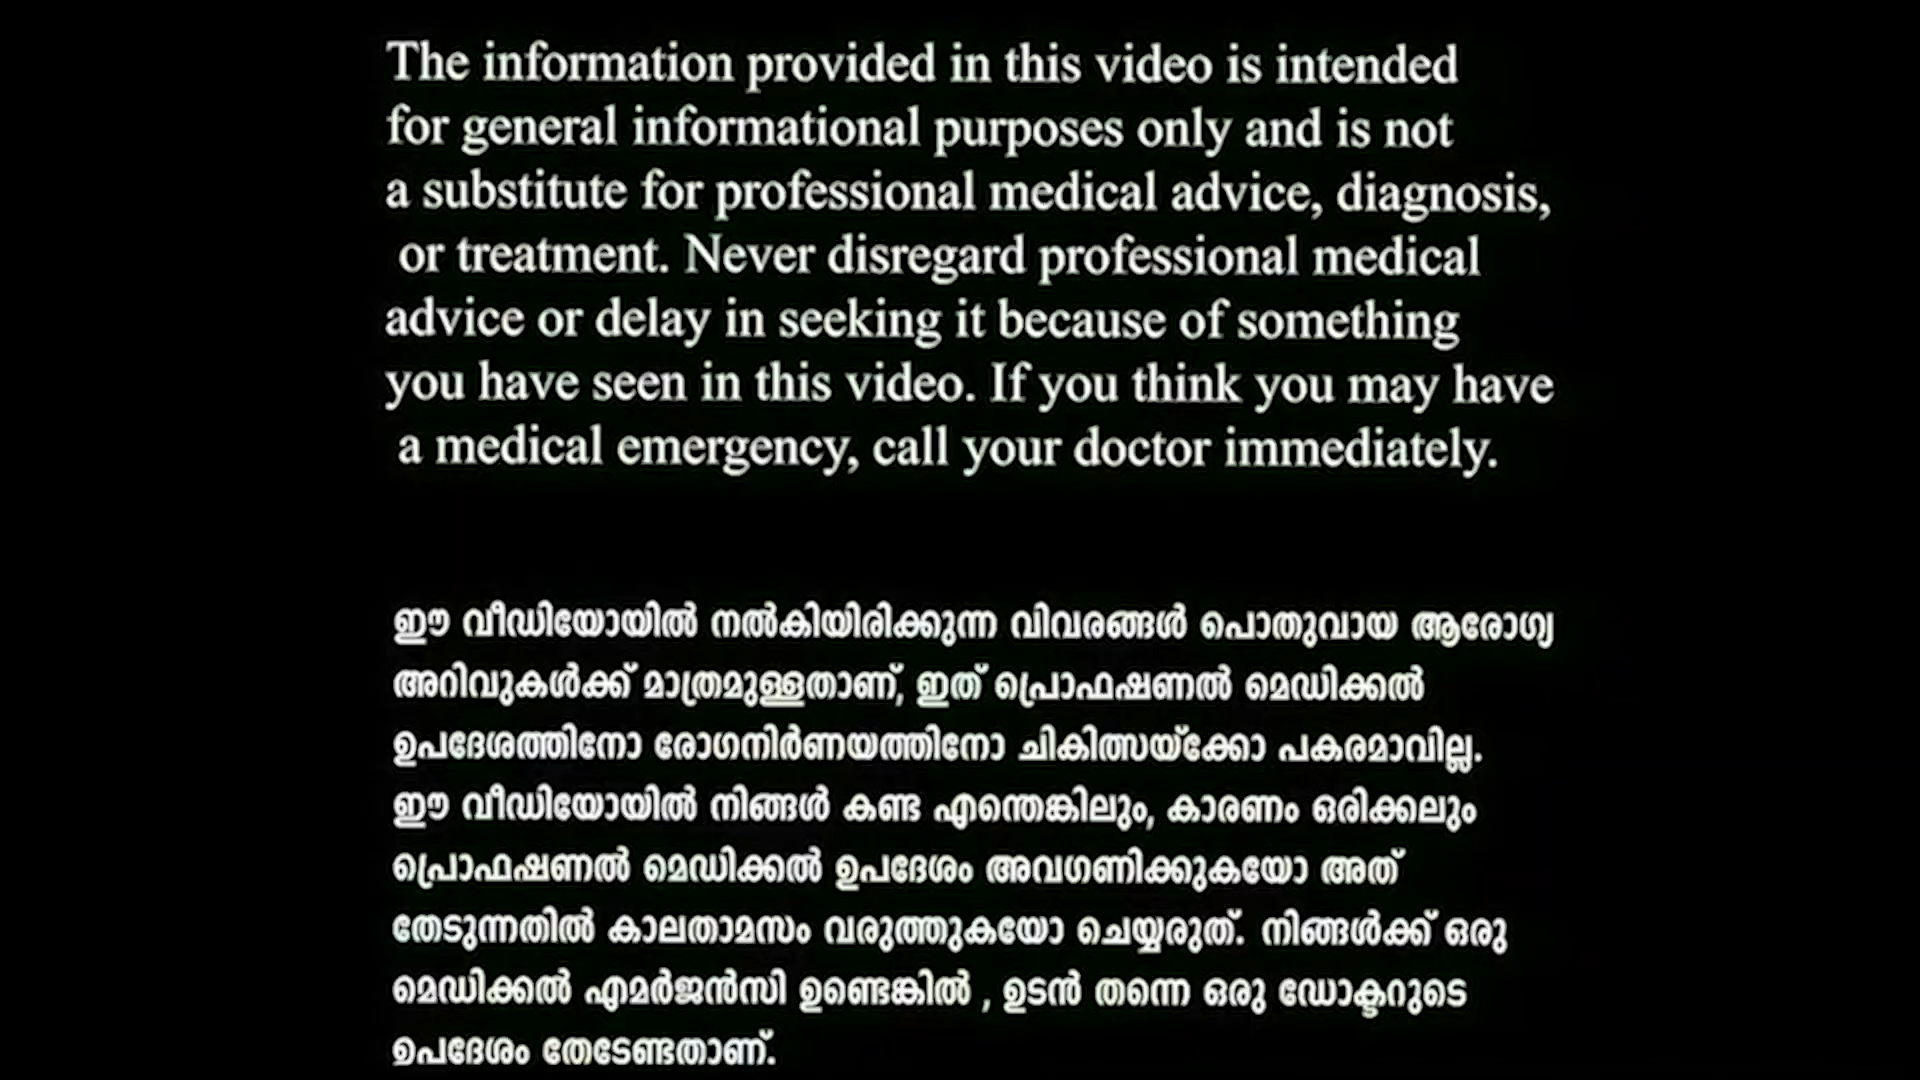 The information provided in this video is intended
for general informational purposes only and is not
a substitute for professional medical advice, diagnosis,
or treatment. Never disregard professional medical
advice or delay in seeking it because of something
you have seen in this video. If you think you may have
a medical emergency, call your doctor immediately.
ഈ വീഡിയോയിൽ നൽകിയിരിക്കുന്ന വിവരങ്ങൾ പൊതുവായ ആരോഗ്യ
അറിവുകൾക്ക് മാത്രമുള്ളതാണ്, ഇത് പ്രൊഫഷണൽ മെഡിക്കൽ
ഉപദേശത്തിനോ രോഗനിർണയത്തിനോ ചികിത്സയ്ക്കോ പകരമാവില്ല.
ഈ വീഡിയോയിൽ നിങ്ങൾ കണ്ട എന്തെങ്കിലും, കാരണം ഒരിക്കലും
പ്രൊഫഷണൽ മെഡിക്കൽ ഉപദേശം അവഗണിക്കുകയോ അത്
തേടുന്നതിൽ കാലതാമസം വരുത്തുകയോ ചെയ്യരുത്. നിങ്ങൾക്ക് ഒരു
മെഡിക്കൽ എമർജൻസി ഉണ്ടെങ്കിൽ , ഉടൻ തന്നെ ഒരു ഡോക്ടറുടെ
ഉപദേശം തേടേണ്ടതാണ്.